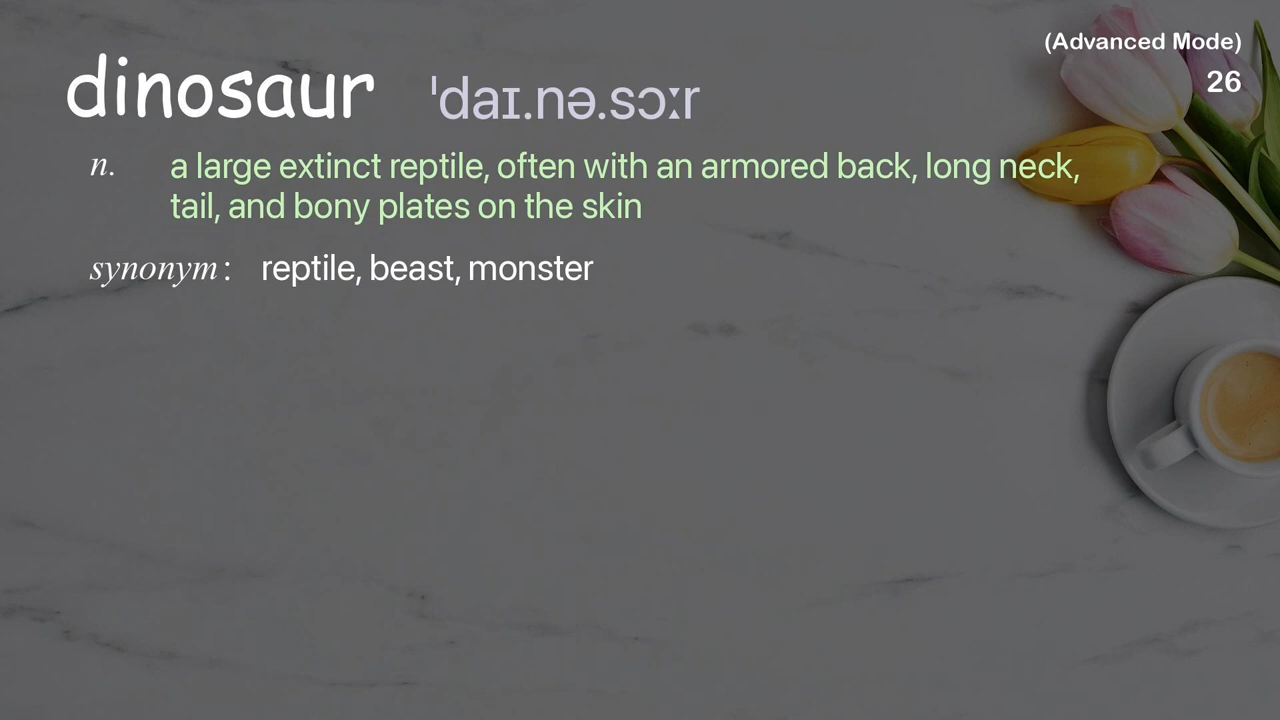 (Advanced Mode)
26
dinosaur ˈdaɪ.nə.sɔːr
n. a large extinct reptile, often with an armored back, long neck,
tail, and bony plates on the skin
synonym: reptile, beast, monster